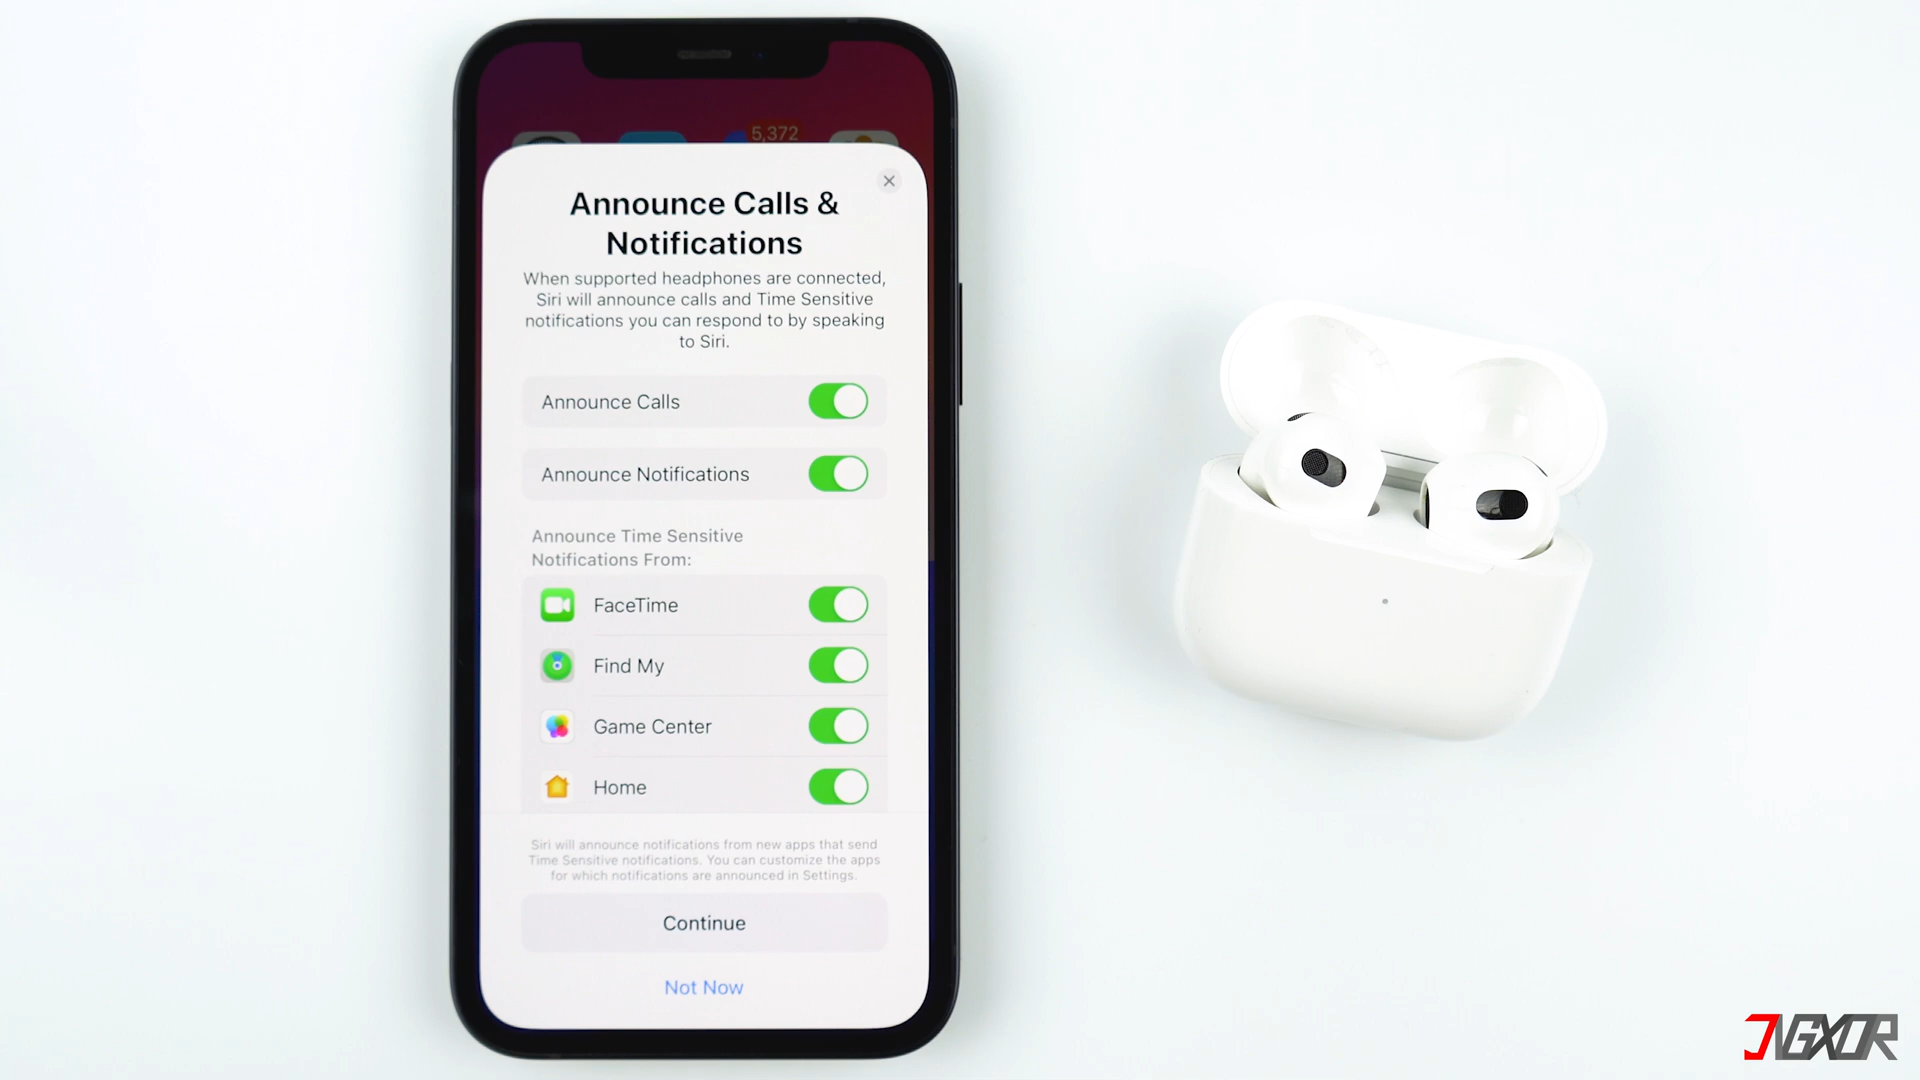 5,372
Announce Calls &
Notifications
When supported headphones are connected,
Siri will announce calls and Time Sensitive
notifications you can respond to by speaking
to Siri.
Announce Calls
Announce Notifications
Announce Time Sensitive
Notifications From:
FaceTime
Find My
Game Center
Home
Siri will announce notifications from new apps that send
Time Sensitive notifications. You can customize the apps
for which notifications are announced in Settings.
Continue
Not Now
JVGXOR